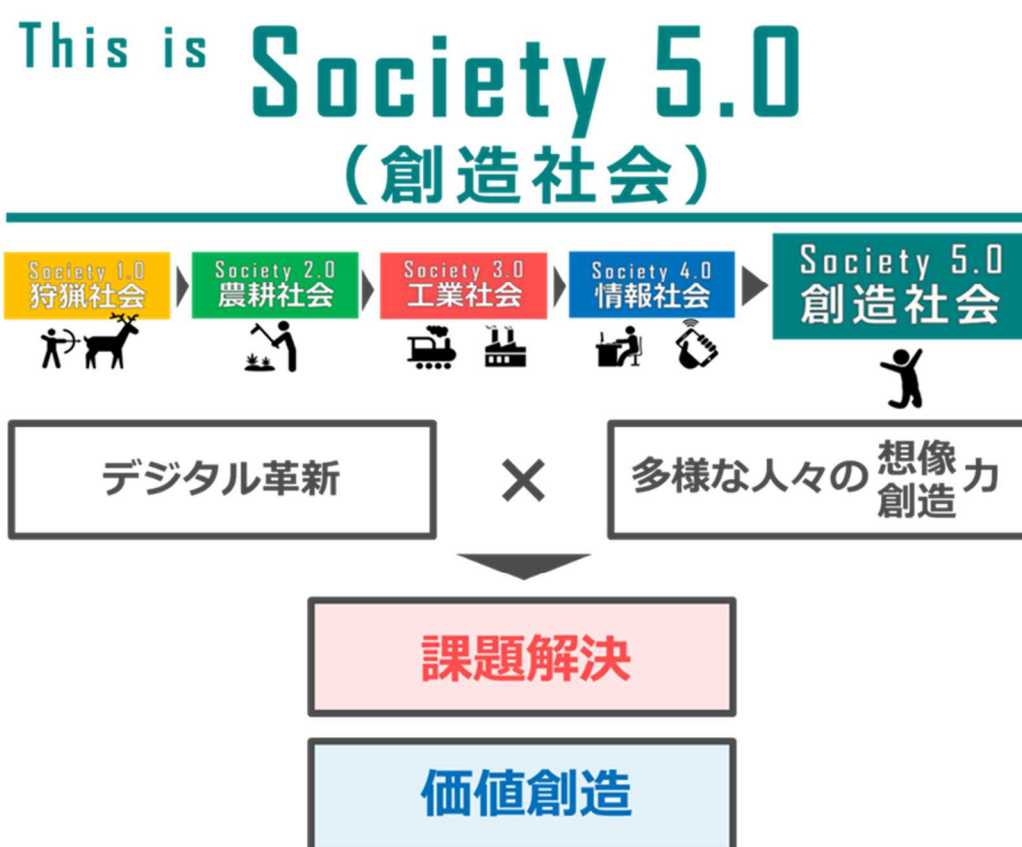 This is Society 5.0
（創造社会）
Society 1.0
狩猟社会
Society 2.0
農耕社会
Society 3.0
工業社会
Society 4.0
情報社会
Society 5.0
創造社会
デジタル革新
×
多様な人々の想像創造力
課題解決
価値創造